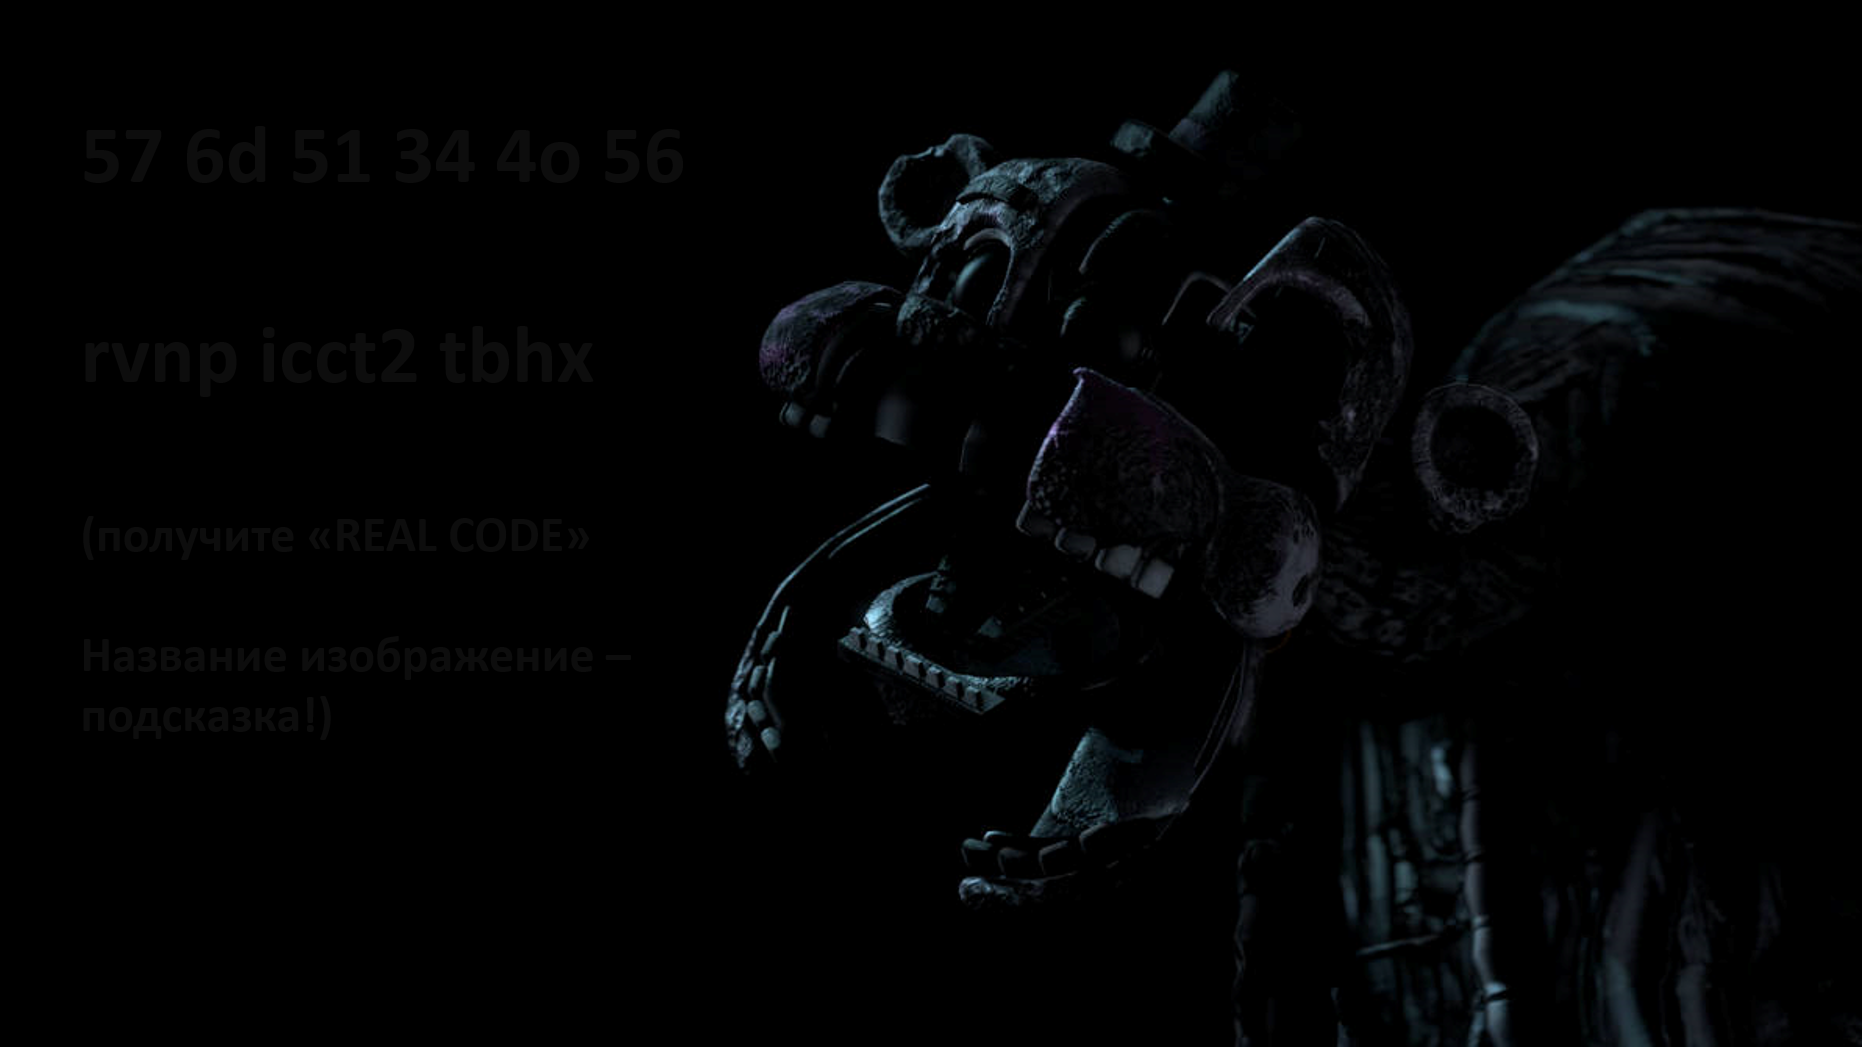 57 6d 51 34 4o 56
rvnp icct2 tbhx
(получите «REAL CODE»
Название изображение –
подсказка!)